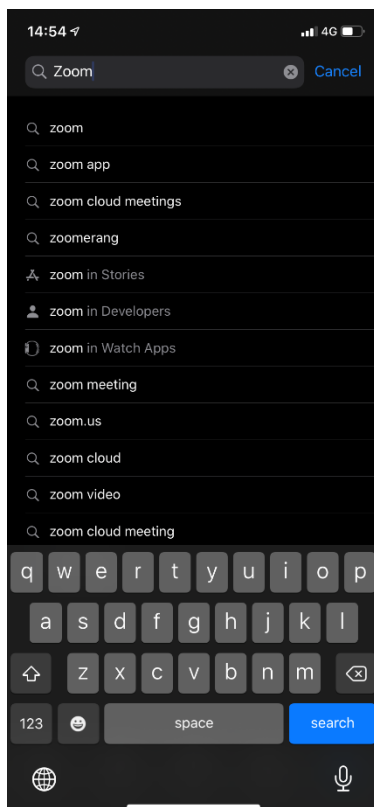 14:54 4G
Zoom Cancel
zoom
zoom app
zoom cloud meetings
zoomerang
zoom in Stories
zoom in Developers
zoom in Watch Apps
zoom meeting
zoom.us
zoom cloud
zoom video
zoom cloud meeting
q w e r t y u i o p
a s d f g h j k l
z x c v b n m
123 space search